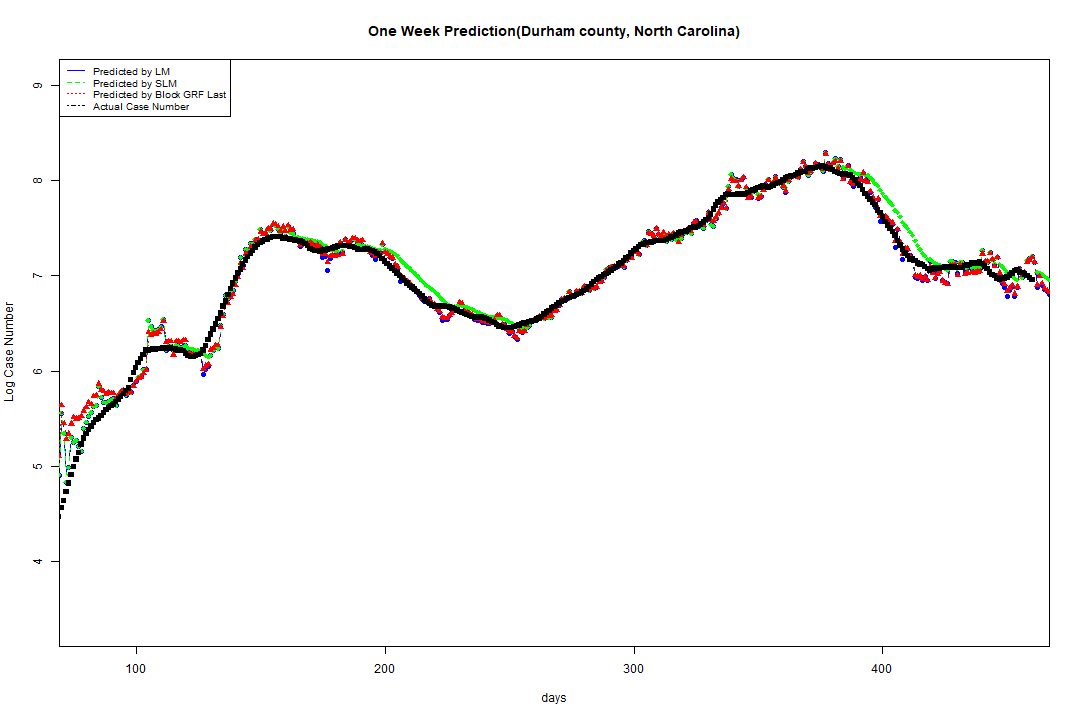 One Week Prediction(Durham county, North Carolina)
Predicted by LM
Predicted by SLM
Predicted by Block GRF Last
Actual Case Number
9
8
7
6
5
4
Log Case Number
100 200 300 400
days